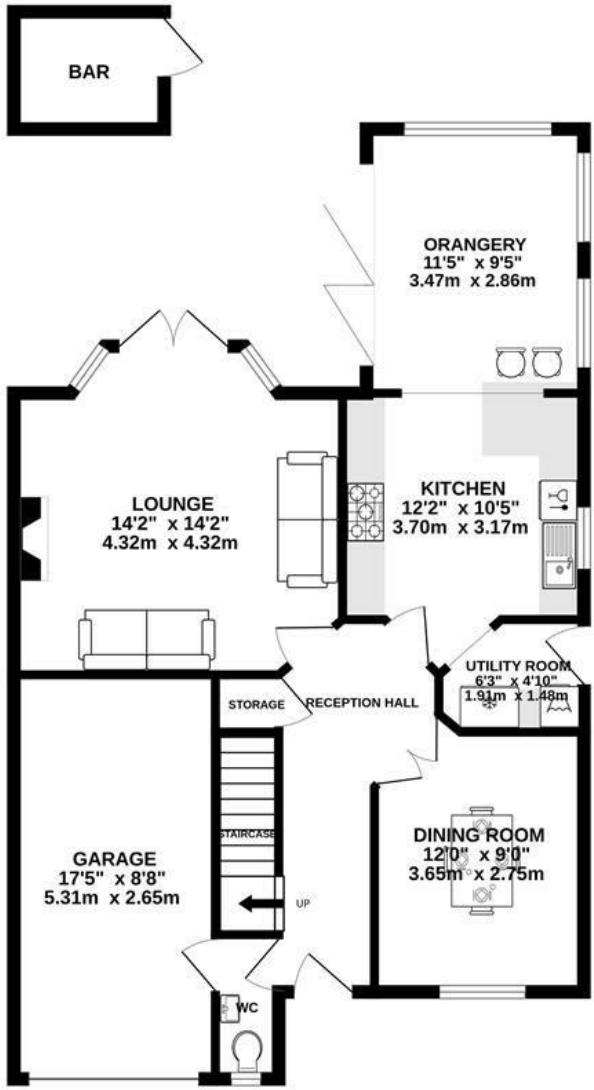 BAR
ORANGERY
11'5" x 9'5"
3.47m x 2.86m
LOUNGE
14'2" x 14'2"
4.32m x 4.32m
KITCHEN
12'2" x 10'5"
3.70m x 3.17m
UTILITY ROOM
6'3" x 4'10"
1.91m x 1.48m
STORAGE
RECEPTION HALL
STAIRCASE
DINING ROOM
12'0" x 9'0"
3.65m x 2.75m
GARAGE
17'5" x 8'8"
5.31m x 2.65m
UP
WC